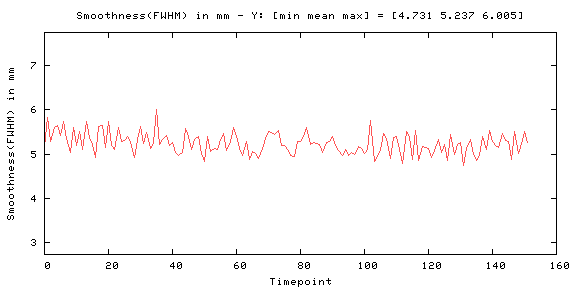 Smoothness(FWHM) in mm - Y: [min mean max] = [4.731 5.237 6.005]
7
6
5
4
3
Smoothness(FWHM) in mm
0 20 40 60 80 100 120 140 160
Timepoint